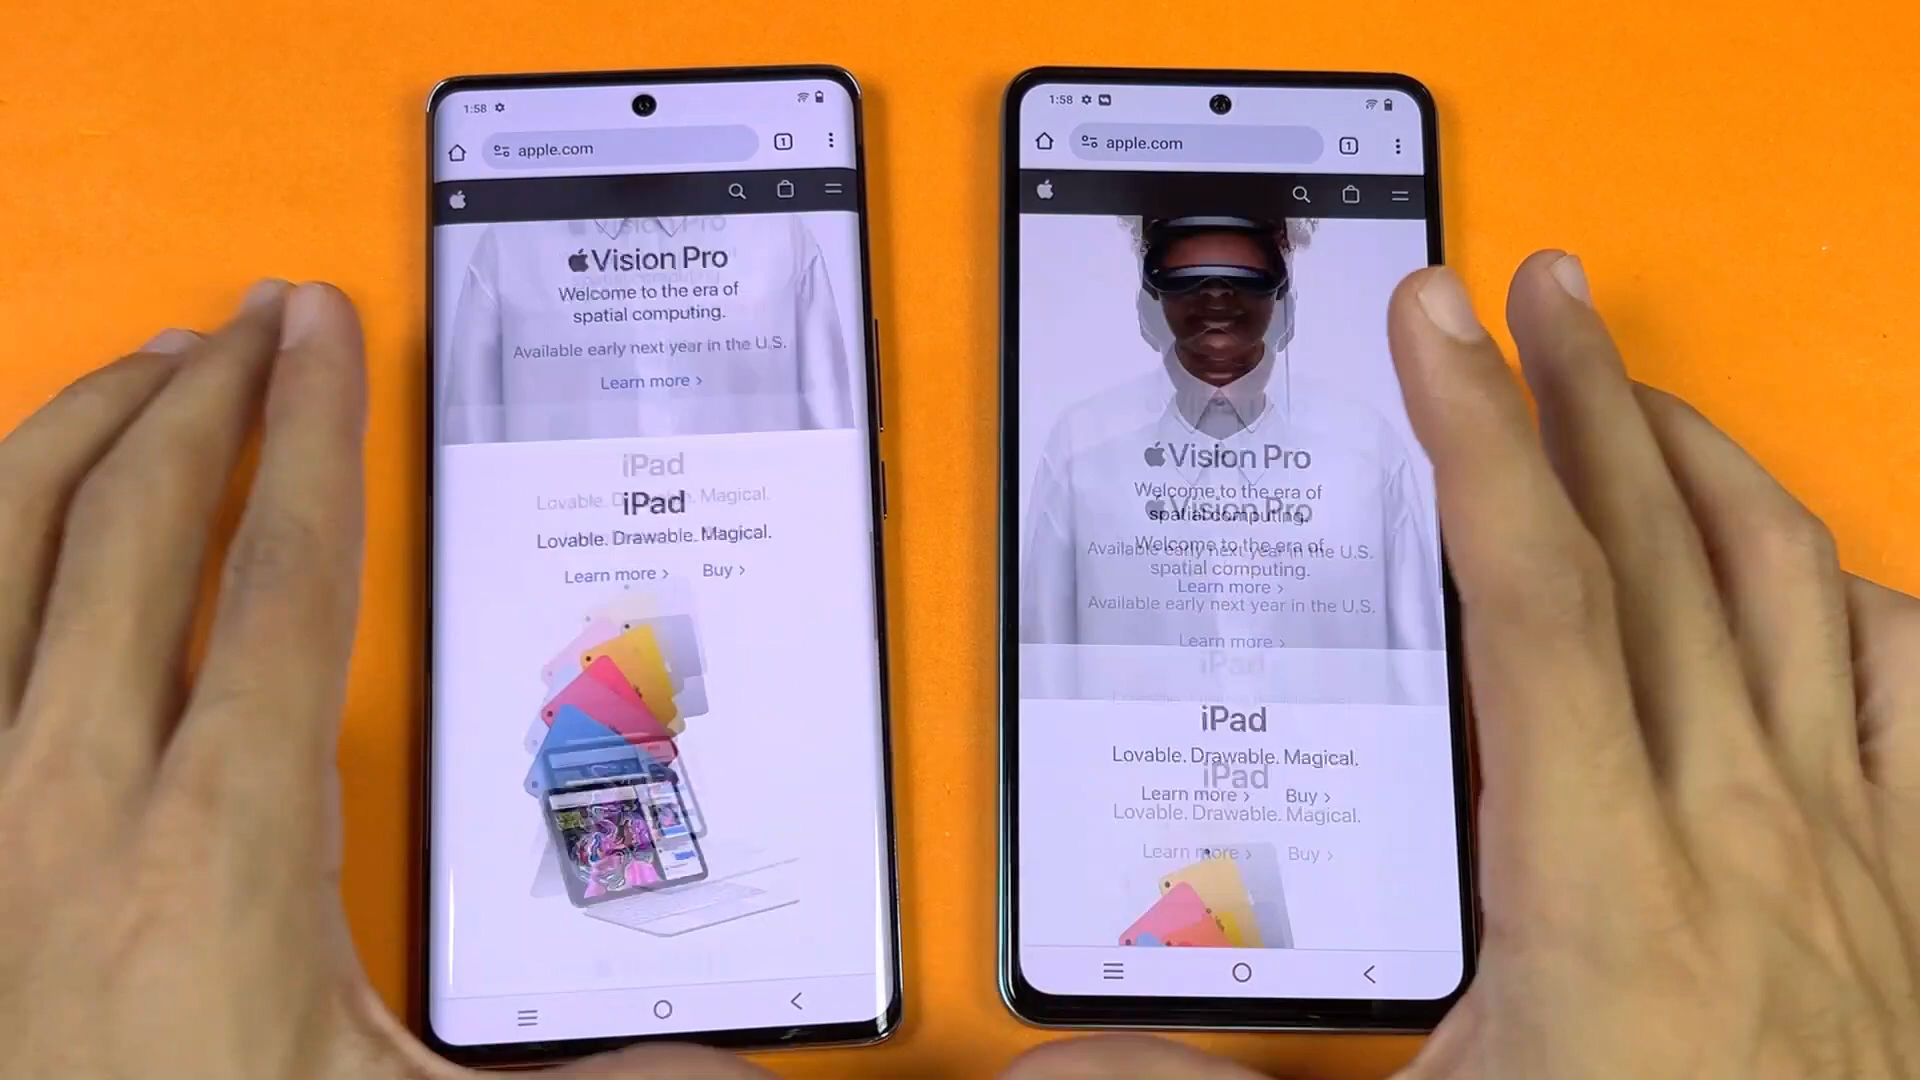 1:58
apple.com
1
Vision Pro
Vision Pro
Welcome to the era of
spatial computing.
Available early next year in the U.S.
Learn more >
iPad
Lovable. Drawable. Magical.
iPad
Lovable. Drawable. Magical.
Learn more > Buy >
1:58
apple.com
1
Vision Pro
Welcome to the era of
spatial computing.
Vision Pro
Welcome to the era of
Available early next year in the U.S.
spatial computing.
Learn more >
Available early next year in the U.S.
Learn more >
iPad
iPad
Lovable. Drawable. Magical.
iPad
Learn more > Buy >
Lovable. Drawable. Magical.
Learn more > Buy >